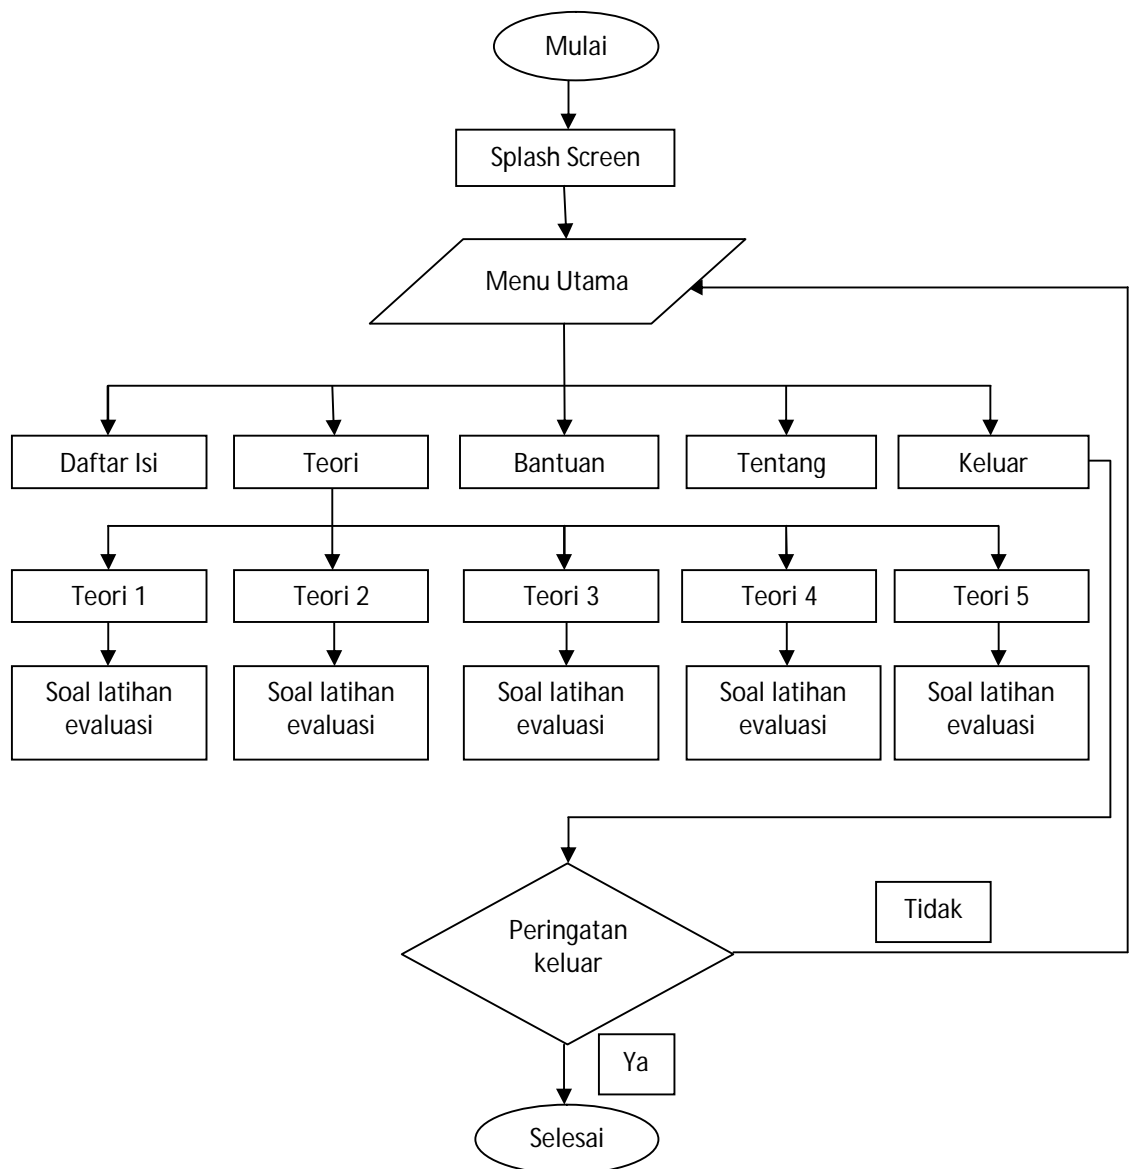 Mulai
Splash Screen
Menu Utama
Daftar Isi
Teori
Bantuan
Tentang
Keluar
Teori 1
Teori 2
Teori 3
Teori 4
Teori 5
Soal latihan
evaluasi
Soal latihan
evaluasi
Soal latihan
evaluasi
Soal latihan
evaluasi
Soal latihan
evaluasi
Peringatan
keluar
Tidak
Ya
Selesai